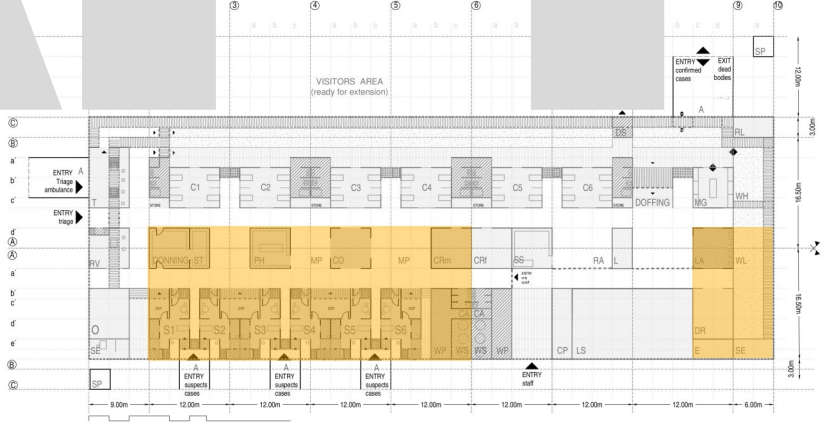 3 4 5 6 9 10
a b c a b c a b b c a
SP
12.00m
VISITORS AREA
(ready for extension)
ENTRY
confirmed
cases
EXIT
dead
bodies
A
C
3.00m
DS RL
B
a'
ENTRY A
Triage
ambulance
b'
C1 C2 C3 C4 C5 C6
16.50m
c' T
STORE STORE STORE
DOFFING MG WH
ENTRY
triage
d'
A
A
RV DONNING ST PH MP CO MP CRm CRf SS RA L LA WL
a'
b'
c'
CA CA
16.50m
d' O S1 S2 S3 S4 S5 S6 DR
e' SE WP WS WS WP CP LS E SE
B
3.00m
A A A
ENTRY
suspects
cases
ENTRY
suspects
cases
ENTRY
suspects
cases
ENTRY
staff
C SP
9.00m 12.00m 12.00m 12.00m 12.00m 12.00m 12.00m 12.00m 6.00m